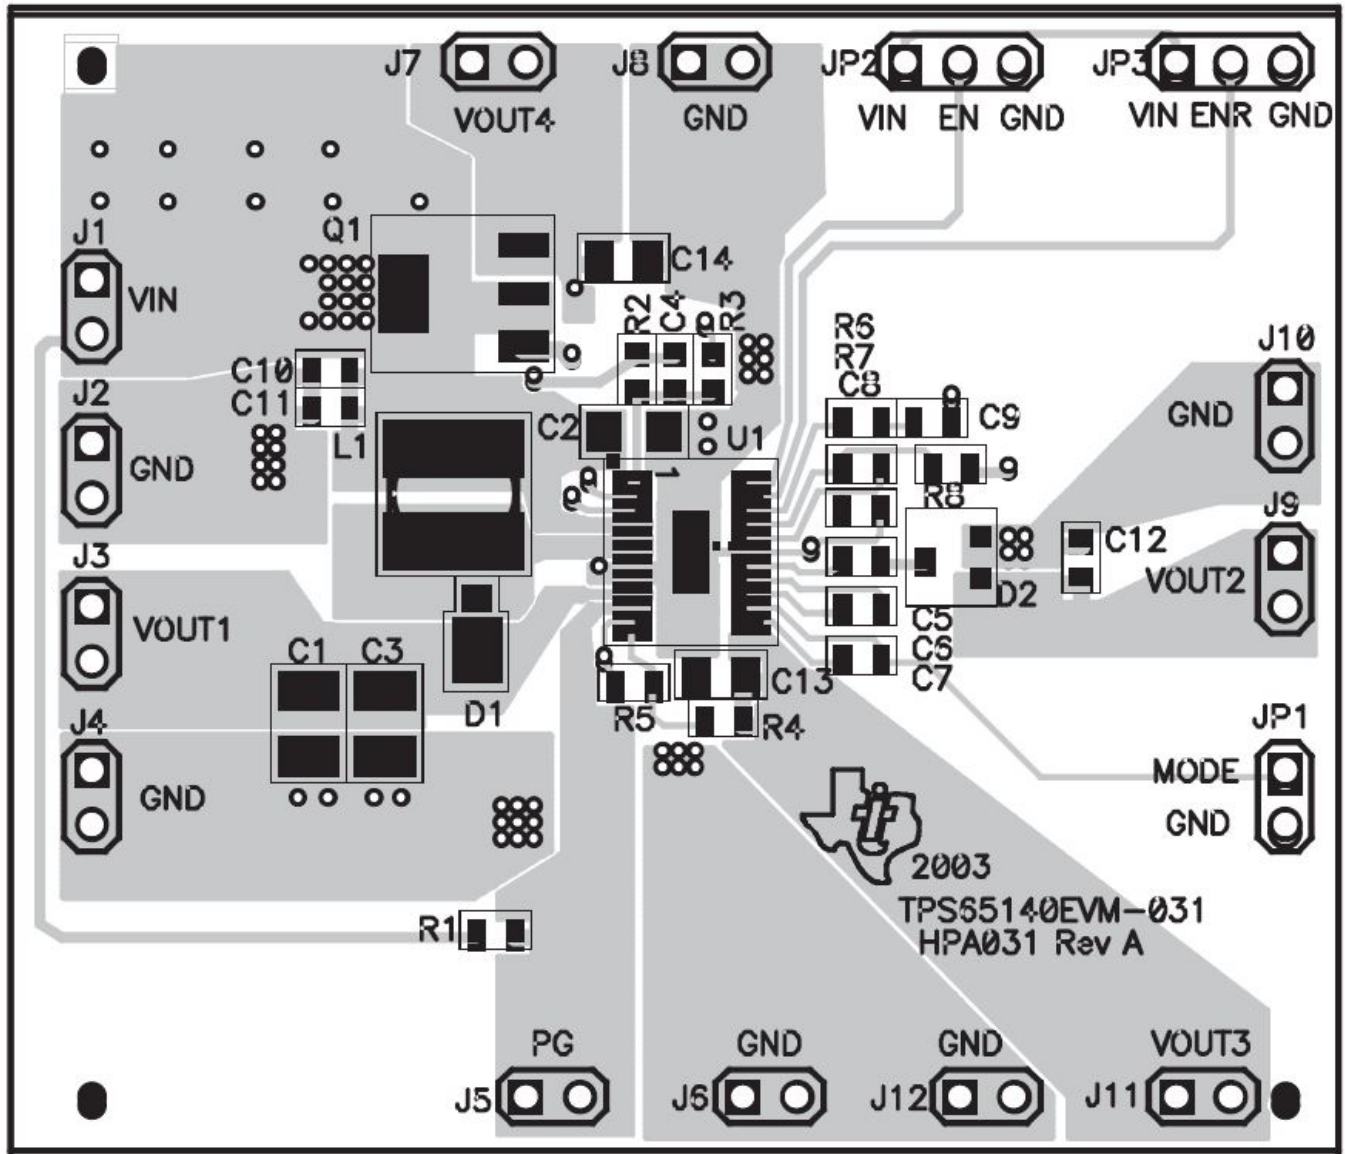 J7
J8
JP2
JP3
VOUT4
GND
VIN EN GND
VIN ENR GND
J1
Q1
VIN
C14
R2
C4
R3
R6
R7
C8
J10
C10
C11
L1
J2
GND
C2
U1
1
C9
GND
R8
J9
J3
VOUT1
C12
VOUT2
D2
C5
C6
C7
C1
C3
D1
R5
C13
R4
J4
GND
JP1
MODE
GND
2003
TPS65140EVM-031
HPA031 Rev A
R1
PG
GND
GND
VOUT3
J5
J6
J12
J11